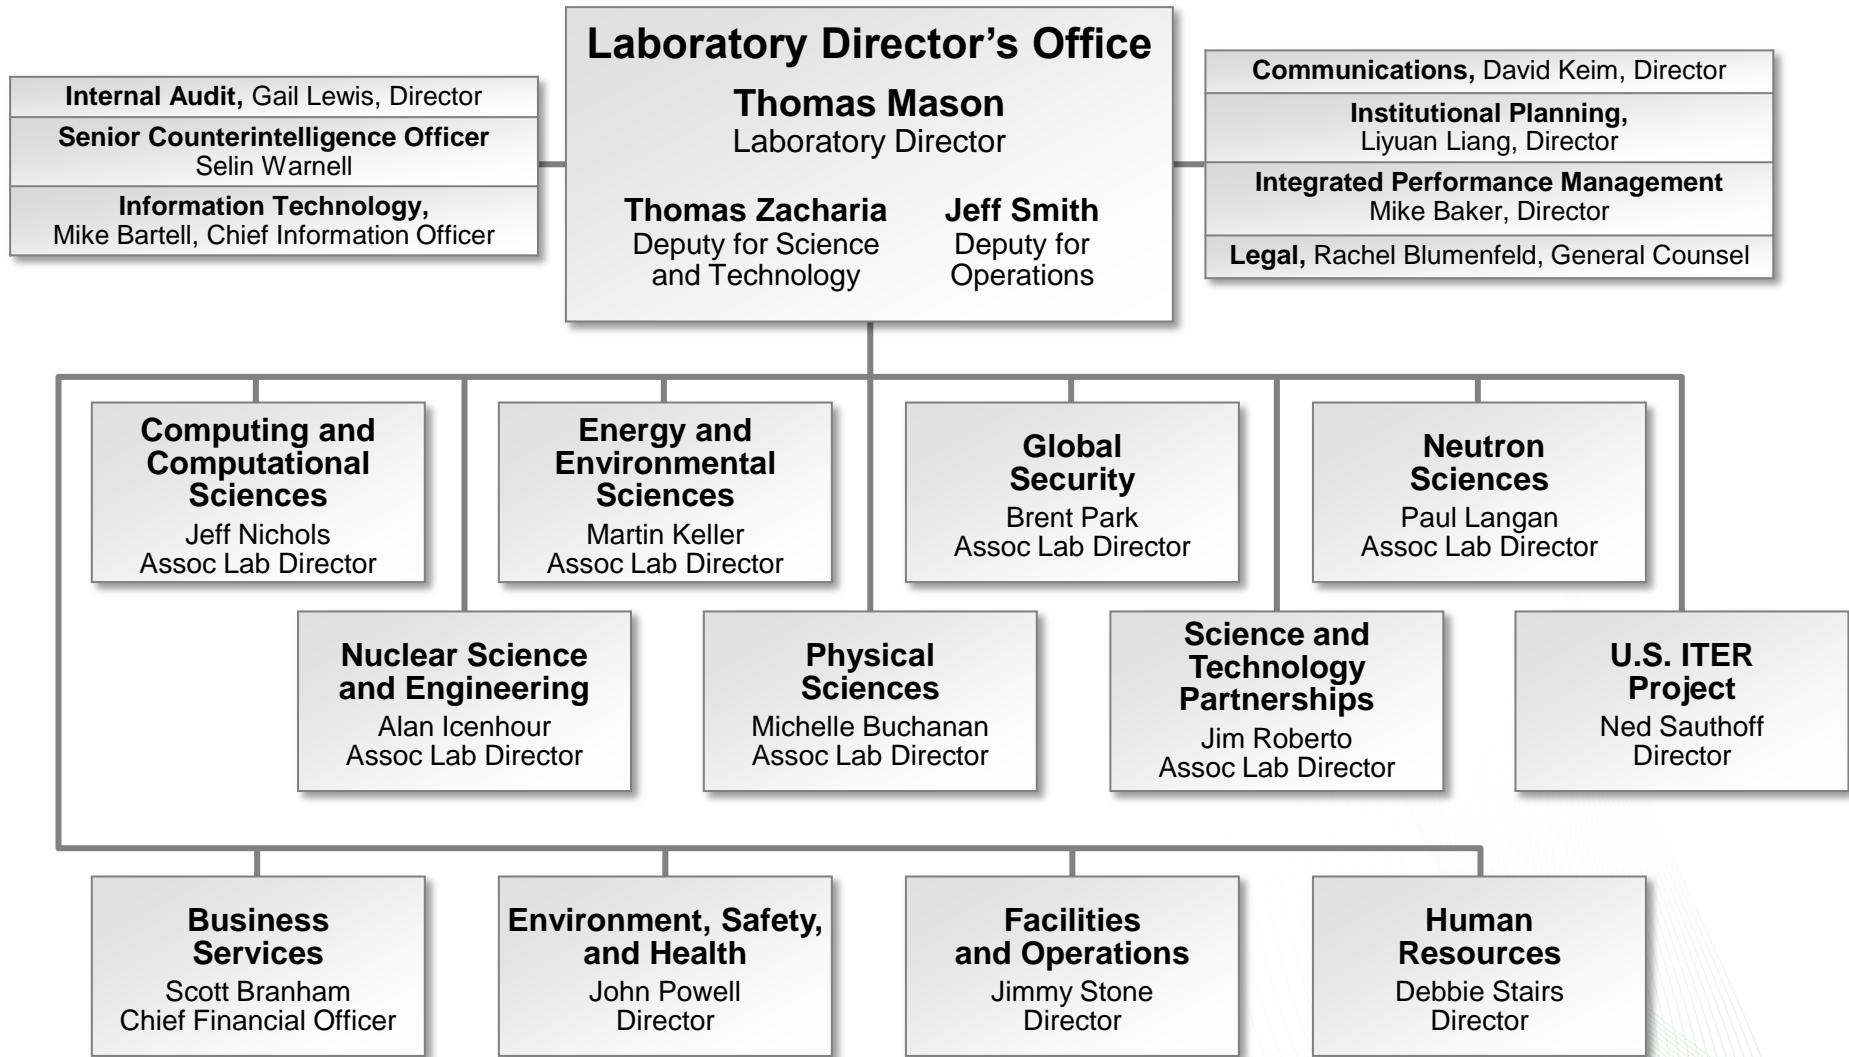 Laboratory Director’s Office
Thomas Mason
Laboratory Director
Thomas Zacharia
Deputy for Science
and Technology
Jeff Smith
Deputy for
Operations
Internal Audit, Gail Lewis, Director
Senior Counterintelligence Officer
Selin Warnell
Information Technology,
Mike Bartell, Chief Information Officer
Communications, David Keim, Director
Institutional Planning,
Liyuan Liang, Director
Integrated Performance Management
Mike Baker, Director
Legal, Rachel Blumenfeld, General Counsel
Computing and
Computational
Sciences
Jeff Nichols
Assoc Lab Director
Energy and
Environmental
Sciences
Martin Keller
Assoc Lab Director
Global
Security
Brent Park
Assoc Lab Director
Neutron
Sciences
Paul Langan
Assoc Lab Director
Nuclear Science
and Engineering
Alan Icenhour
Assoc Lab Director
Physical
Sciences
Michelle Buchanan
Assoc Lab Director
Science and
Technology
Partnerships
Jim Roberto
Assoc Lab Director
U.S. ITER
Project
Ned Sauthoff
Director
Business
Services
Scott Branham
Chief Financial Officer
Environment, Safety,
and Health
John Powell
Director
Facilities
and Operations
Jimmy Stone
Director
Human
Resources
Debbie Stairs
Director